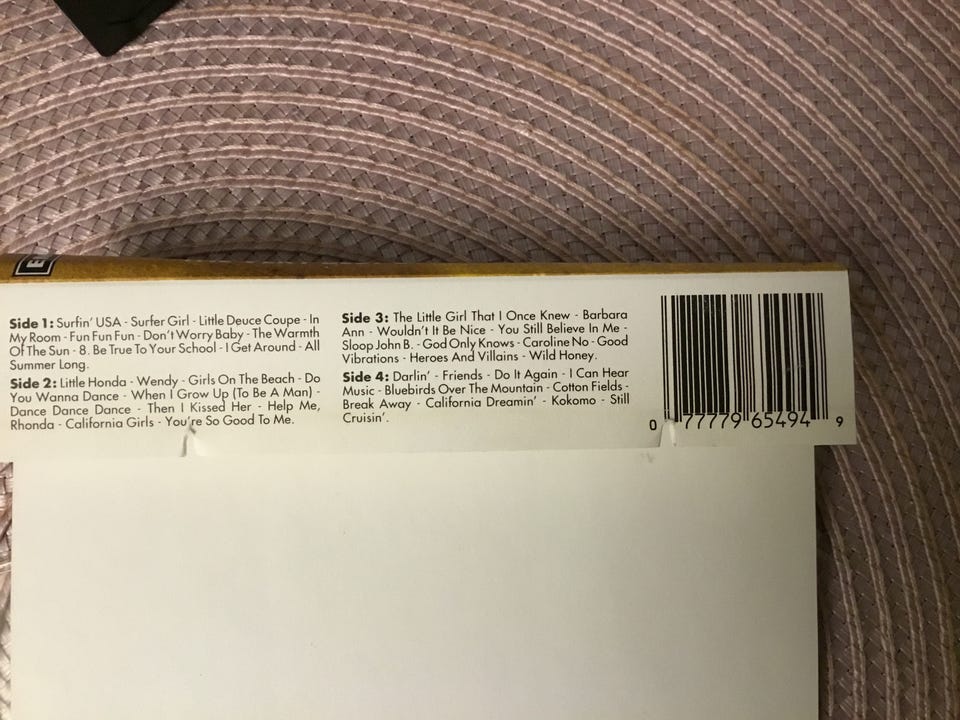 Side 1: Surfin' USA - Surfer Girl - Little Deuce Coupe - In
My Room - Fun Fun Fun - Don't Worry Baby - The Warmth
Of The Sun - 8. Be True To Your School - I Get Around - All
Summer Long.
Side 2: Little Honda - Wendy - Girls On The Beach - Do
You Wanna Dance - When I Grow Up (To Be A Man) -
Dance Dance Dance - Then I Kissed Her - Help Me,
Rhonda - California Girls - You're So Good To Me.
Side 3: The Little Girl That I Once Knew - Barbara
Ann - Wouldn't It Be Nice - You Still Believe In Me -
Sloop John B. - God Only Knows - Caroline No - Good
Vibrations - Heroes And Villains - Wild Honey.
Side 4: Darlin' - Friends - Do It Again - I Can Hear
Music - Bluebirds Over The Mountain - Cotton Fields -
Break Away - California Dreamin' - Kokomo - Still
Cruisin'.
0 77779 65494 9